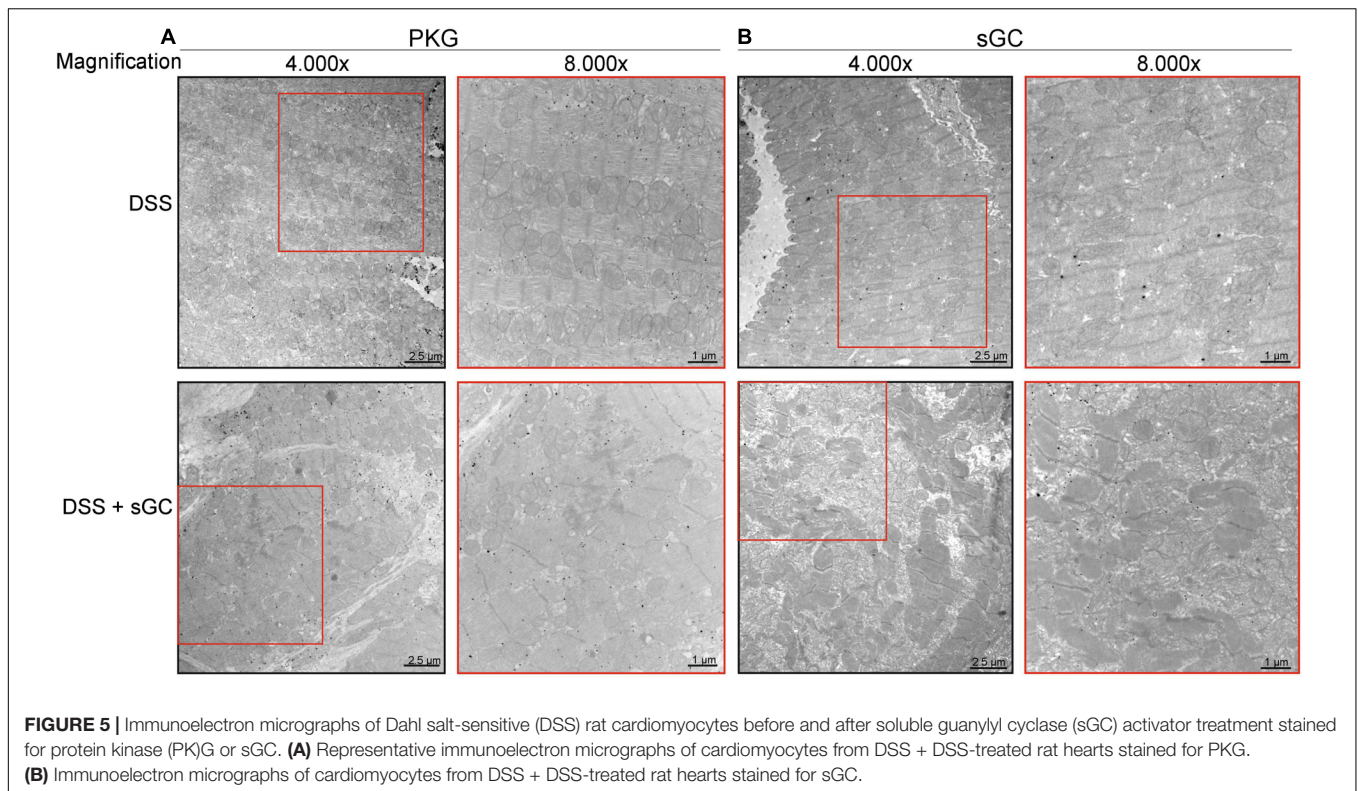 A PKG B sGC
Magnification 4.000x 8.000x 4.000x 8.000x
DSS
2.5 µm 1 µm 2.5 µm 1 µm
DSS + sGC
2.5 µm 1 µm 2.5 µm 1 µm
FIGURE 5 | Immunoelectron micrographs of Dahl salt-sensitive (DSS) rat cardiomyocytes before and after soluble guanylyl cyclase (sGC) activator treatment stained
for protein kinase (PK)G or sGC. (A) Representative immunoelectron micrographs of cardiomyocytes from DSS + DSS-treated rat hearts stained for PKG.
(B) Immunoelectron micrographs of cardiomyocytes from DSS + DSS-treated rat hearts stained for sGC.